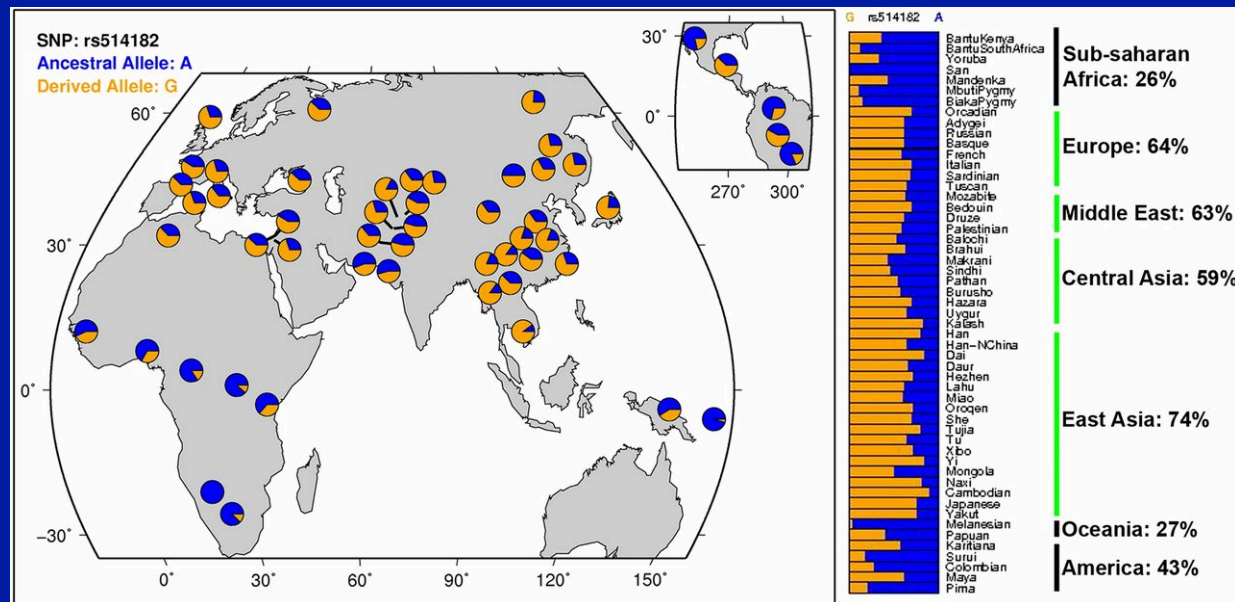 SNP: rs514182
Ancestral Allele: A
Derived Allele: G
60°
30°
0°
−30°
0°
30°
60°
90°
120°
150°
30°
0°
270°
300°
G rs514182 A
BantuKenya
BantuSouthAfrica
Yoruba
San
Mandenka
MbutiPygmy
BiakaPygmy
Orcadian
Adygei
Russian
Basque
French
Italian
Sardinian
Tuscan
Mozabite
Bedouin
Druze
Palestinian
Balochi
Brahui
Makrani
Sindhi
Pathan
Burusho
Hazara
Uygur
Kalash
Han
Han−NChina
Dai
Daur
Hezhen
Lahu
Miao
Oroqen
She
Tujia
Tu
Xibo
Yi
Mongola
Naxi
Cambodian
Japanese
Yakut
Melanesian
Papuan
Karitiana
Surui
Colombian
Maya
Pima
Sub-saharan
Africa: 26%
Europe: 64%
Middle East: 63%
Central Asia: 59%
East Asia: 74%
Oceania: 27%
America: 43%